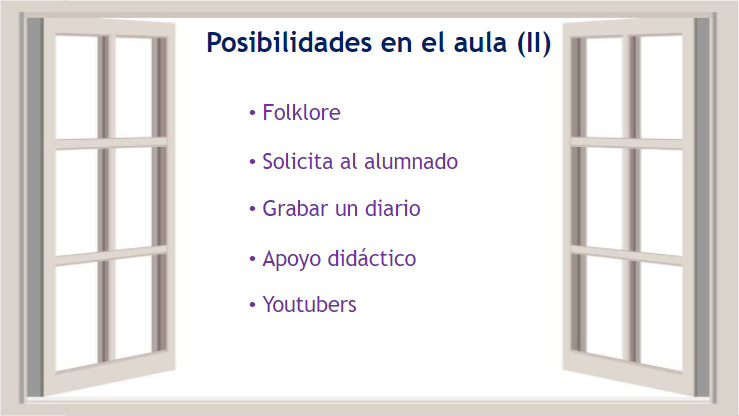 Posibilidades en el aula (II)
• Folklore
• Solicita al alumnado
• Grabar un diario
• Apoyo didáctico
• Youtubers